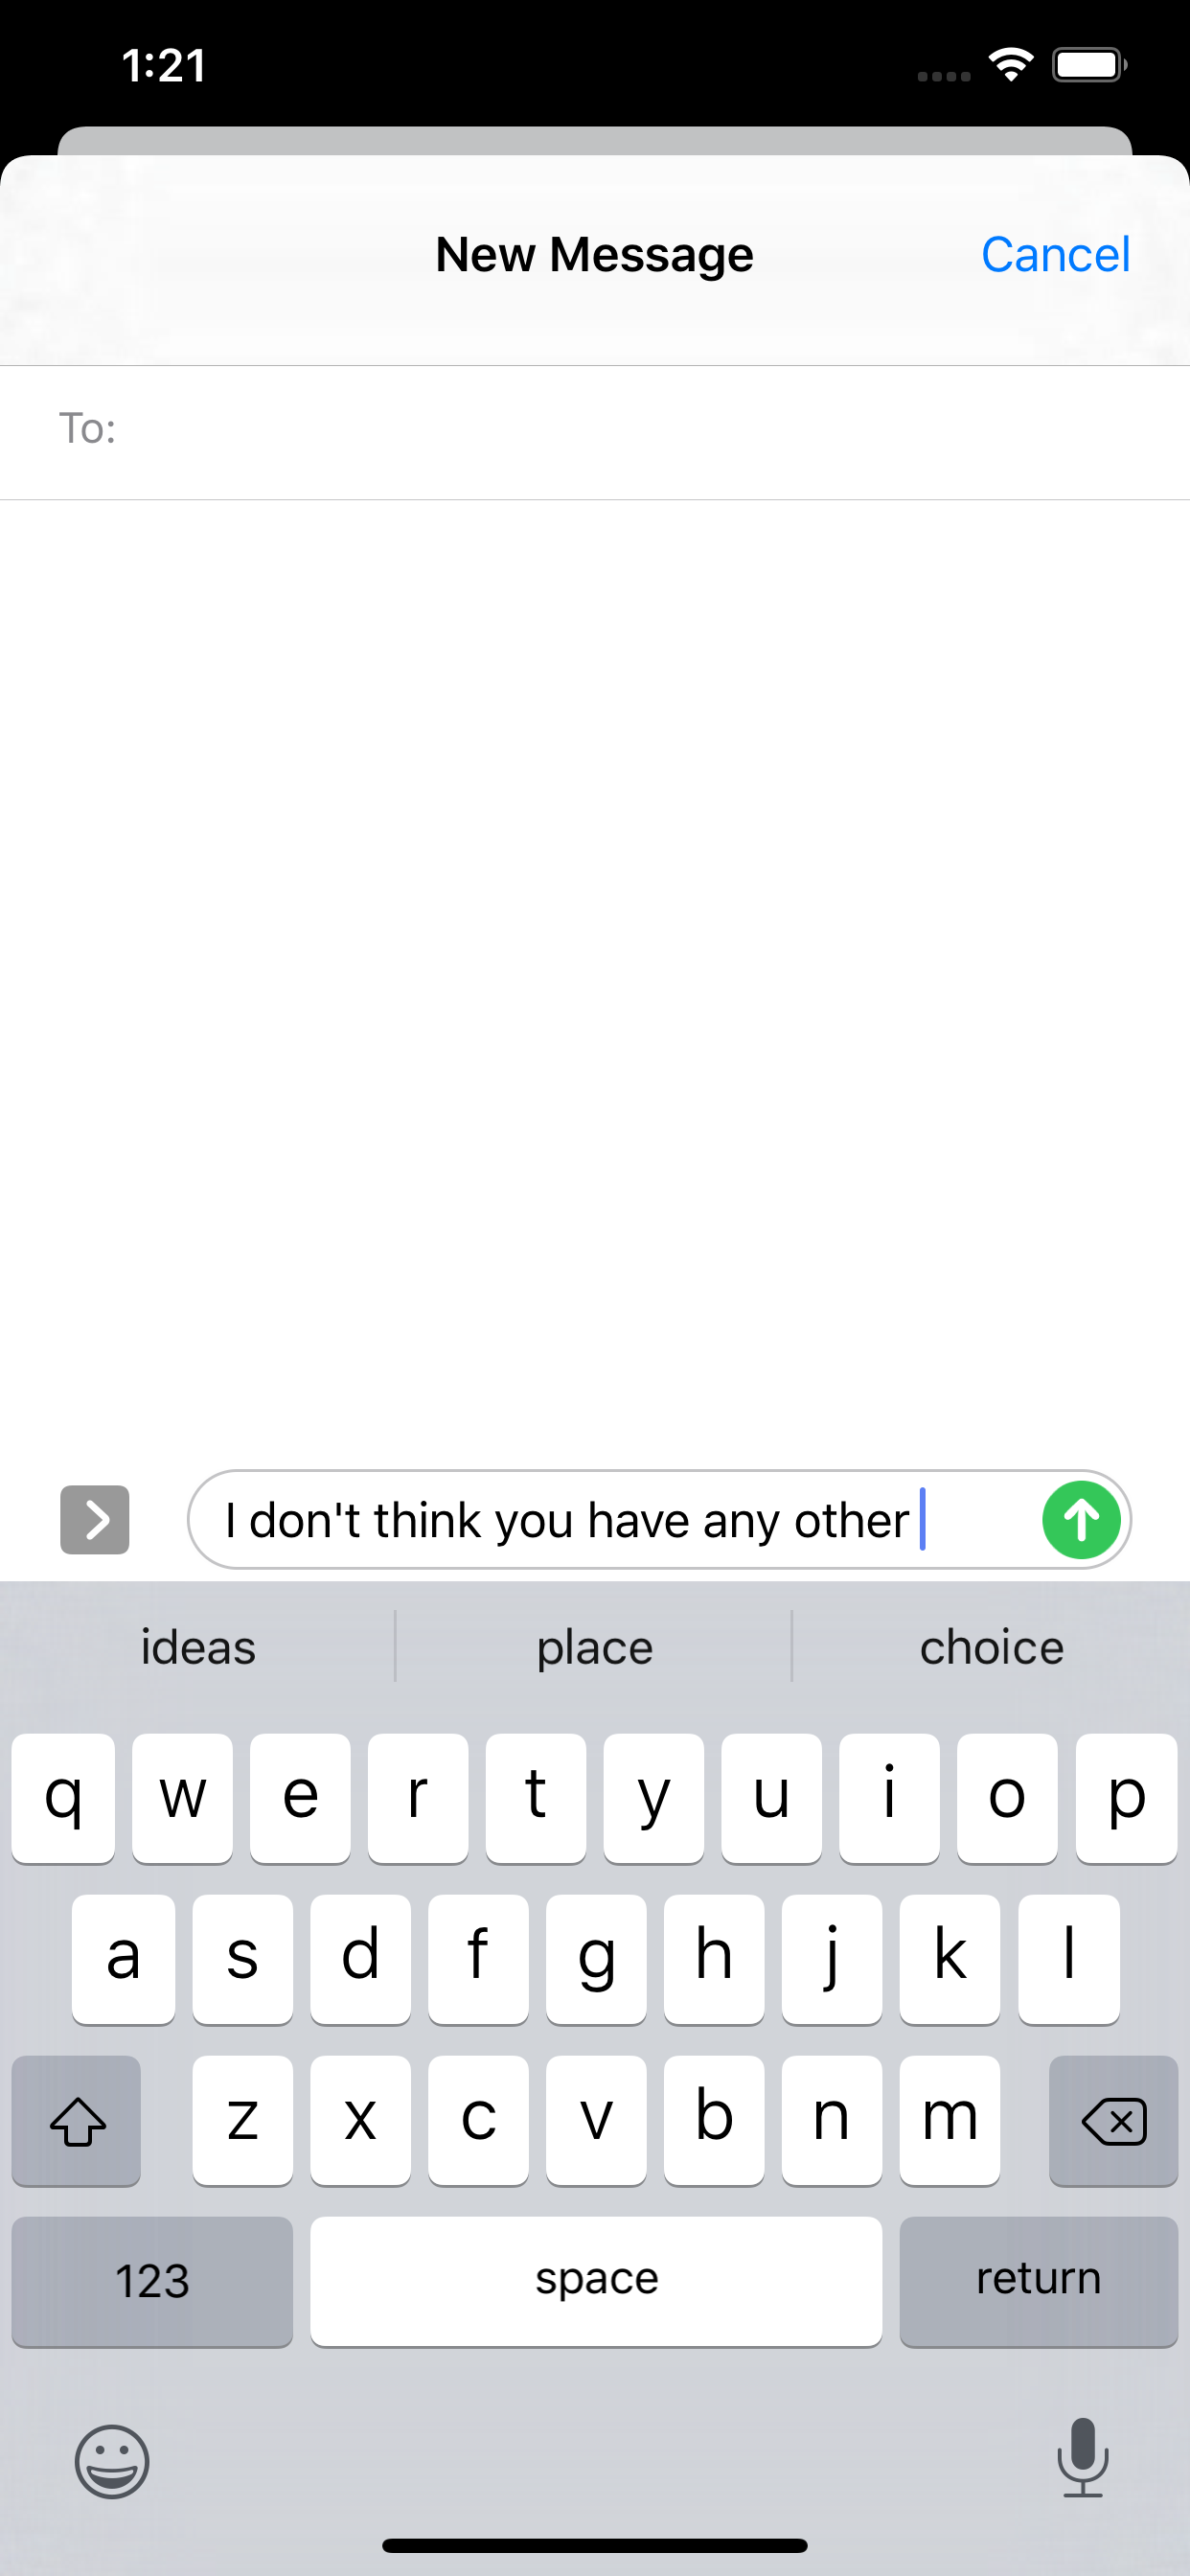 1:21
New Message
Cancel
To:
I don't think you have any other
ideas
place
choice
q w e r t y u i o p
a s d f g h j k l
z x c v b n m
123
space
return